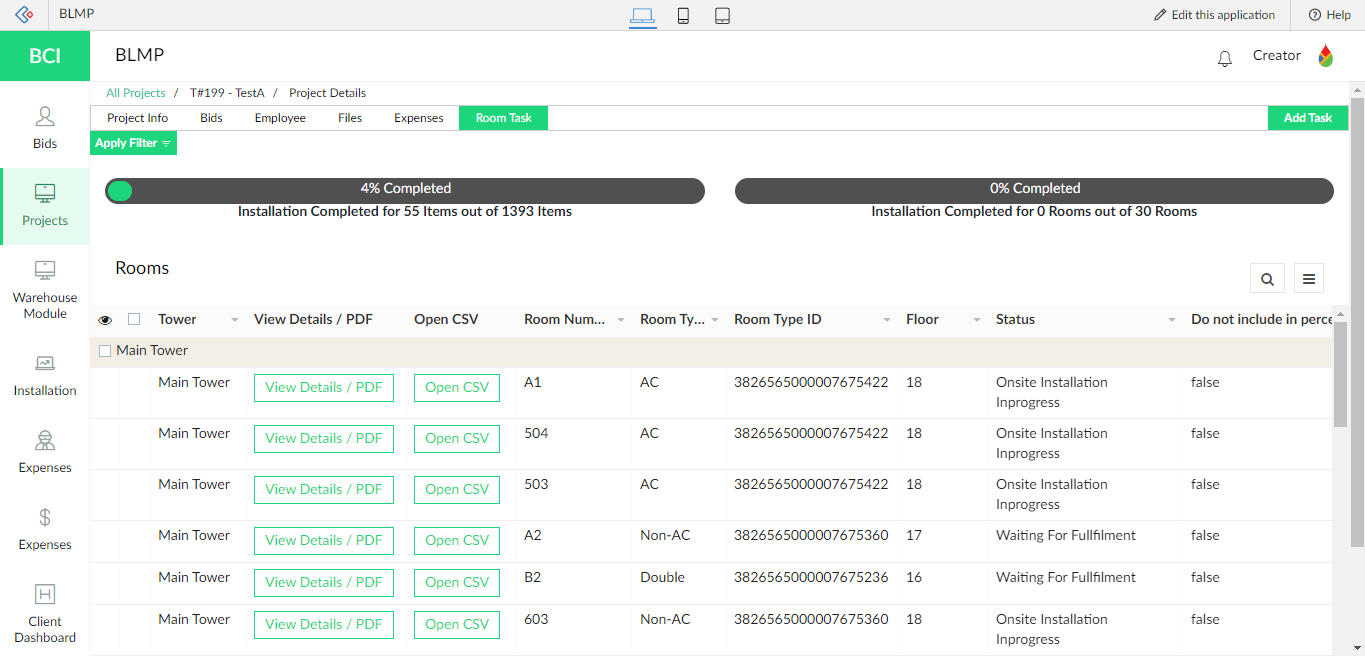 BLMP
Edit this application
Help
BCI
BLMP
Creator
All Projects / T#199 - TestA / Project Details
Project Info Bids Employee Files Expenses Room Task Add Task
Apply Filter
4% Completed
Installation Completed for 55 Items out of 1393 Items
0% Completed
Installation Completed for 0 Rooms out of 30 Rooms
Bids
Projects
Warehouse
Module
Installation
Expenses
Expenses
Client
Dashboard
Rooms
Tower View Details / PDF Open CSV Room Num... Room Ty... Room Type ID Floor Status Do not include in perce
Main Tower
Main Tower View Details / PDF Open CSV A1 AC 3826565000007675422 18 Onsite Installation false
Inprogress
Main Tower View Details / PDF Open CSV 504 AC 3826565000007675422 18 Onsite Installation false
Inprogress
Main Tower View Details / PDF Open CSV 503 AC 3826565000007675422 18 Onsite Installation false
Inprogress
Main Tower View Details / PDF Open CSV A2 Non-AC 3826565000007675360 17 Waiting For Fullfilment false
Main Tower View Details / PDF Open CSV B2 Double 3826565000007675236 16 Waiting For Fullfilment false
Main Tower View Details / PDF Open CSV 603 Non-AC 3826565000007675360 18 Onsite Installation false
Inprogress